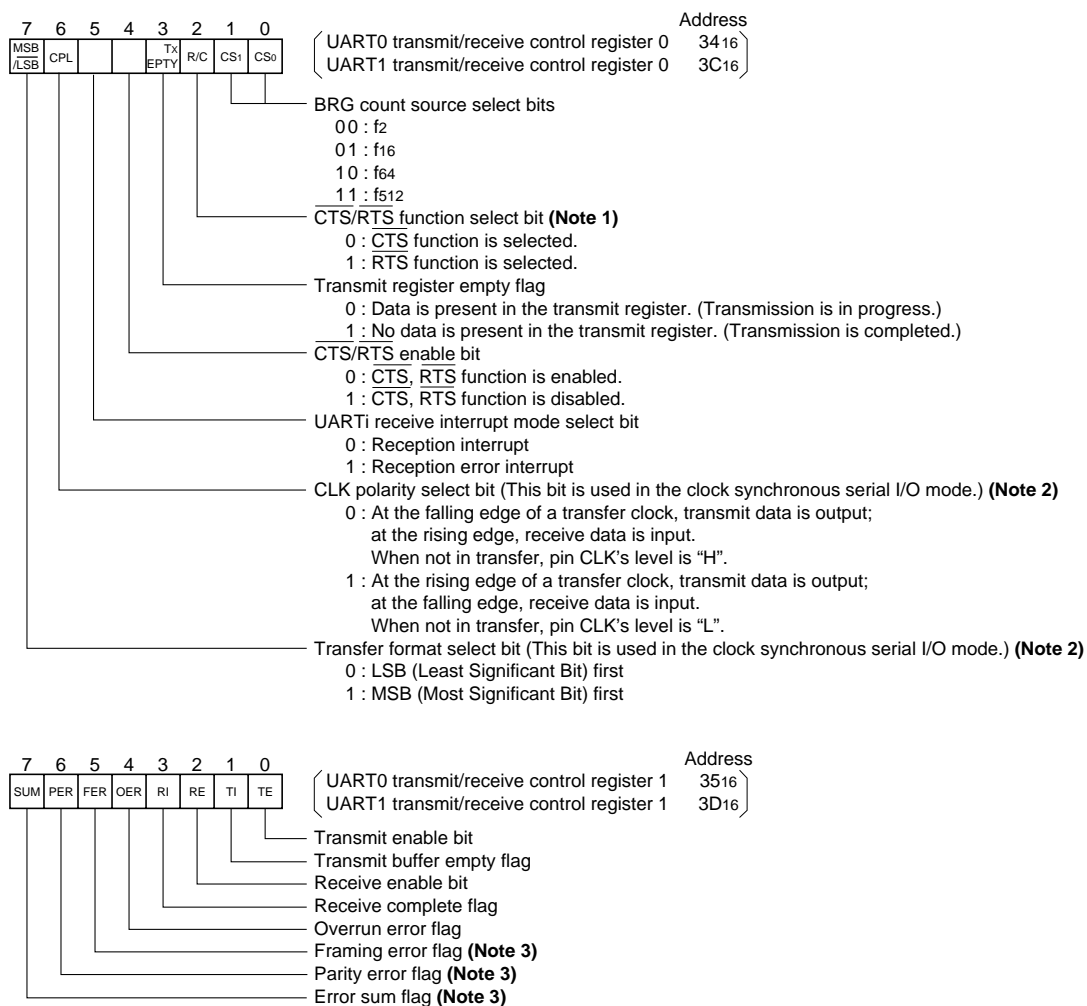 Address
7 6 5 4 3 2 1 0
MSB/LSB CPL Tx EPTY R/C CS1 CS0
UART0 transmit/receive control register 0 3416
UART1 transmit/receive control register 0 3C16
BRG count source select bits
0 0 : f2
0 1 : f16
1 0 : f64
1 1 : f512
CTS/RTS function select bit (Note 1)
0 : CTS function is selected.
1 : RTS function is selected.
Transmit register empty flag
0 : Data is present in the transmit register. (Transmission is in progress.)
1 : No data is present in the transmit register. (Transmission is completed.)
CTS/RTS enable bit
0 : CTS, RTS function is enabled.
1 : CTS, RTS function is disabled.
UARTi receive interrupt mode select bit
0 : Reception interrupt
1 : Reception error interrupt
CLK polarity select bit (This bit is used in the clock synchronous serial I/O mode.) (Note 2)
0 : At the falling edge of a transfer clock, transmit data is output;
at the rising edge, receive data is input.
When not in transfer, pin CLK’s level is “H”.
1 : At the rising edge of a transfer clock, transmit data is output;
at the falling edge, receive data is input.
When not in transfer, pin CLK’s level is “L”.
Transfer format select bit (This bit is used in the clock synchronous serial I/O mode.) (Note 2)
0 : LSB (Least Significant Bit) first
1 : MSB (Most Significant Bit) first
Address
7 6 5 4 3 2 1 0
SUM PER FER OER RI RE TI TE
UART0 transmit/receive control register 1 3516
UART1 transmit/receive control register 1 3D16
Transmit enable bit
Transmit buffer empty flag
Receive enable bit
Receive complete flag
Overrun error flag
Framing error flag (Note 3)
Parity error flag (Note 3)
Error sum flag (Note 3)